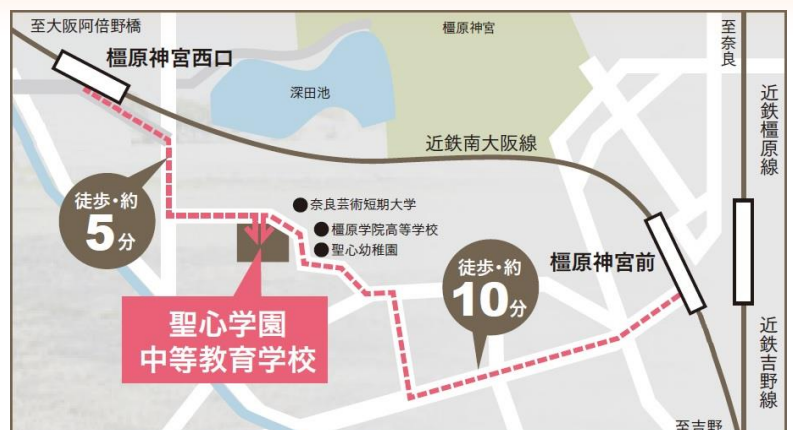 至大阪阿倍野橋
橿原神宮西口
橿原神宮
深田池
至奈良
近鉄橿原線
近鉄南大阪線
徒歩・約
5分
奈良芸術短期大学
橿原学院高等学校
聖心幼稚園
徒歩・約
10分
橿原神宮前
聖心学園
中等教育学校
近鉄吉野線
至吉野